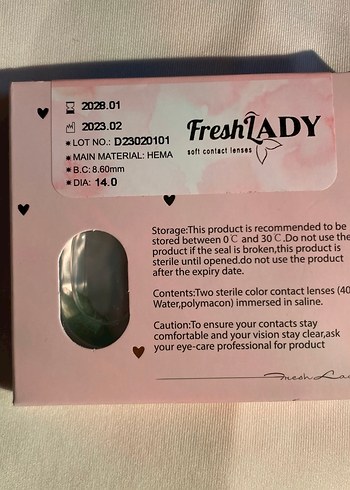 2028.01
2023.02
LOT NO.: D23020101
MAIN MATERIAL: HEMA
B.C: 8.60mm
DIA: 14.0
FreshLADY
soft contact lenses
Storage:This product is recommended to be
stored between 0℃ and 30℃.Do not use the
product if the seal is broken,this product is
sterile until opened.do not use the product
after the expiry date.
Contents:Two sterile color contact lenses (40
Water,polymacon) immersed in saline.
Caution:To ensure your contacts stay
comfortable and your vision stay clear,ask
your eye-care professional for product
Fresh La